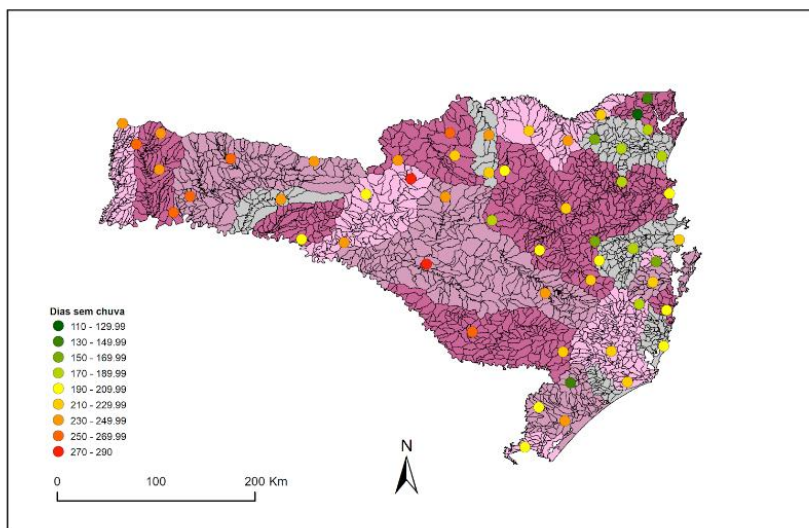 Dias sem chuva
110 - 129.99
130 - 149.99
150 - 169.99
170 - 189.99
190 - 209.99
210 - 229.99
230 - 249.99
250 - 269.99
270 - 290
N
0 100 200 Km